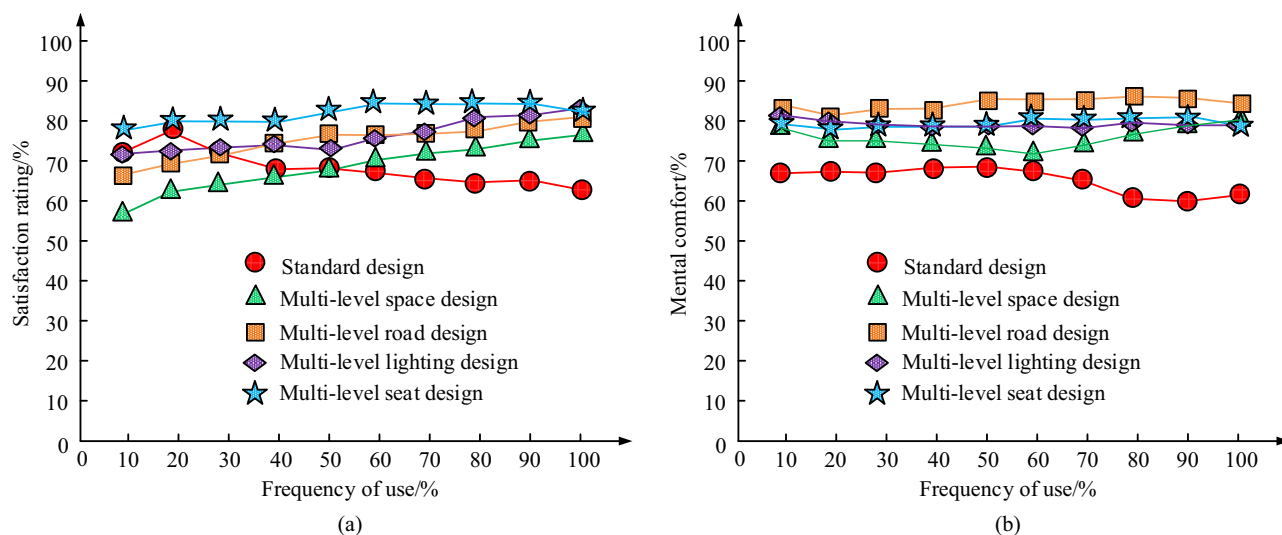 100
90
80
70
60
50
40
30
20
10
0
Satisfaction rating/%
Standard design
Multi-level space design
Multi-level road design
Multi-level lighting design
Multi-level seat design
10 20 30 40 50 60 70 80 90 100
Frequency of use/%
(a)
100
90
80
70
60
50
40
30
20
10
0
Mental comfort/%
Standard design
Multi-level space design
Multi-level road design
Multi-level lighting design
Multi-level seat design
0 10 20 30 40 50 60 70 80 90 100
Frequency of use/%
(b)